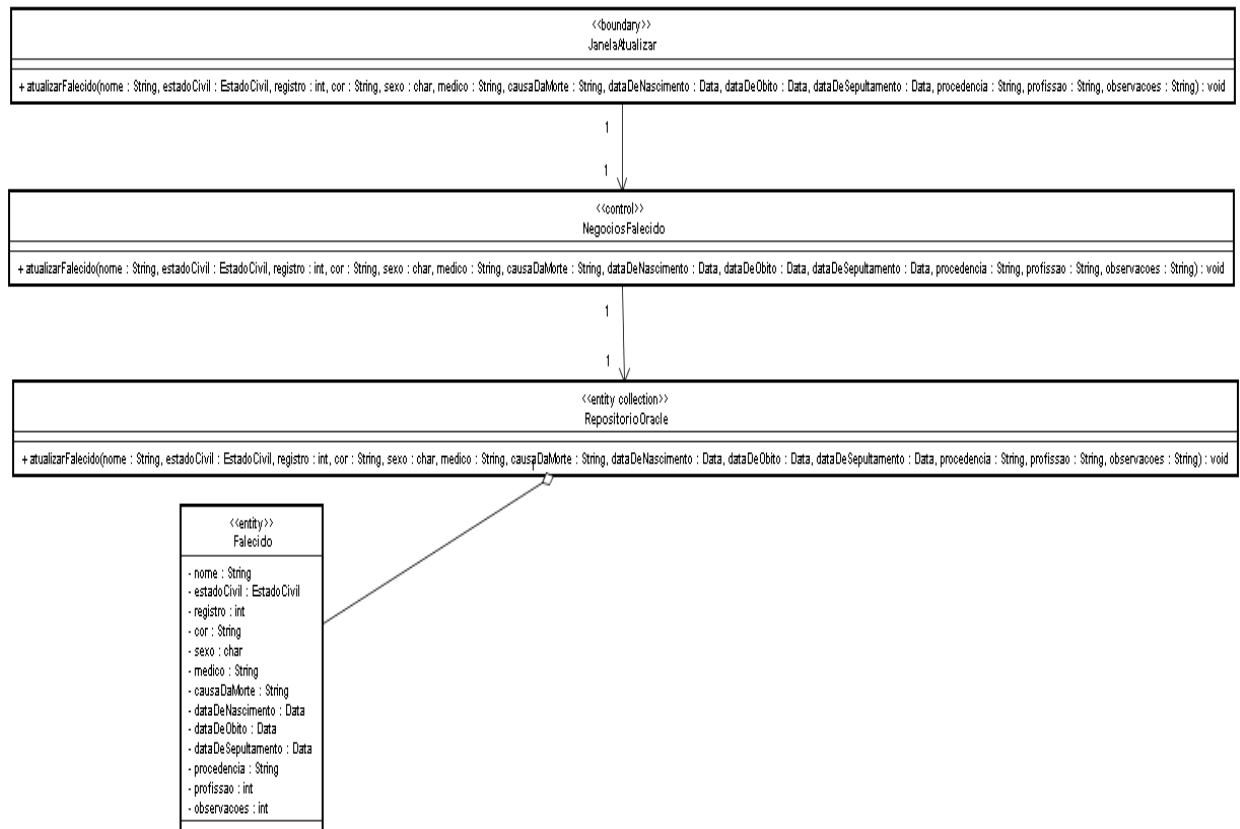 <<boundary>>
JanelaAtualizar
+ atualizarFalecido(nome : String, estadoCivil : EstadoCivil, registro : int, cor : String, sexo : char, medico : String, causaDaMorte : String, dataDeNascimento : Data, dataDeObito : Data, dataDeSepultamento : Data, procedencia : String, profissao : String, observacoes : String) : void
1
1
<<control>>
NegociosFalecido
+ atualizarFalecido(nome : String, estadoCivil : EstadoCivil, registro : int, cor : String, sexo : char, medico : String, causaDaMorte : String, dataDeNascimento : Data, dataDeObito : Data, dataDeSepultamento : Data, procedencia : String, profissao : String, observacoes : String) : void
1
1
<<entity collection>>
RepositorioOracle
+ atualizarFalecido(nome : String, estadoCivil : EstadoCivil, registro : int, cor : String, sexo : char, medico : String, causaDaMorte : String, dataDeNascimento : Data, dataDeObito : Data, dataDeSepultamento : Data, procedencia : String, profissao : String, observacoes : String) : void
<<entity>>
Falecido
- nome : String
- estadoCivil : EstadoCivil
- registro : int
- cor : String
- sexo : char
- medico : String
- causaDaMorte : String
- dataDeNascimento : Data
- dataDeObito : Data
- dataDeSepultamento : Data
- procedencia : String
- profissao : int
- observacoes : int